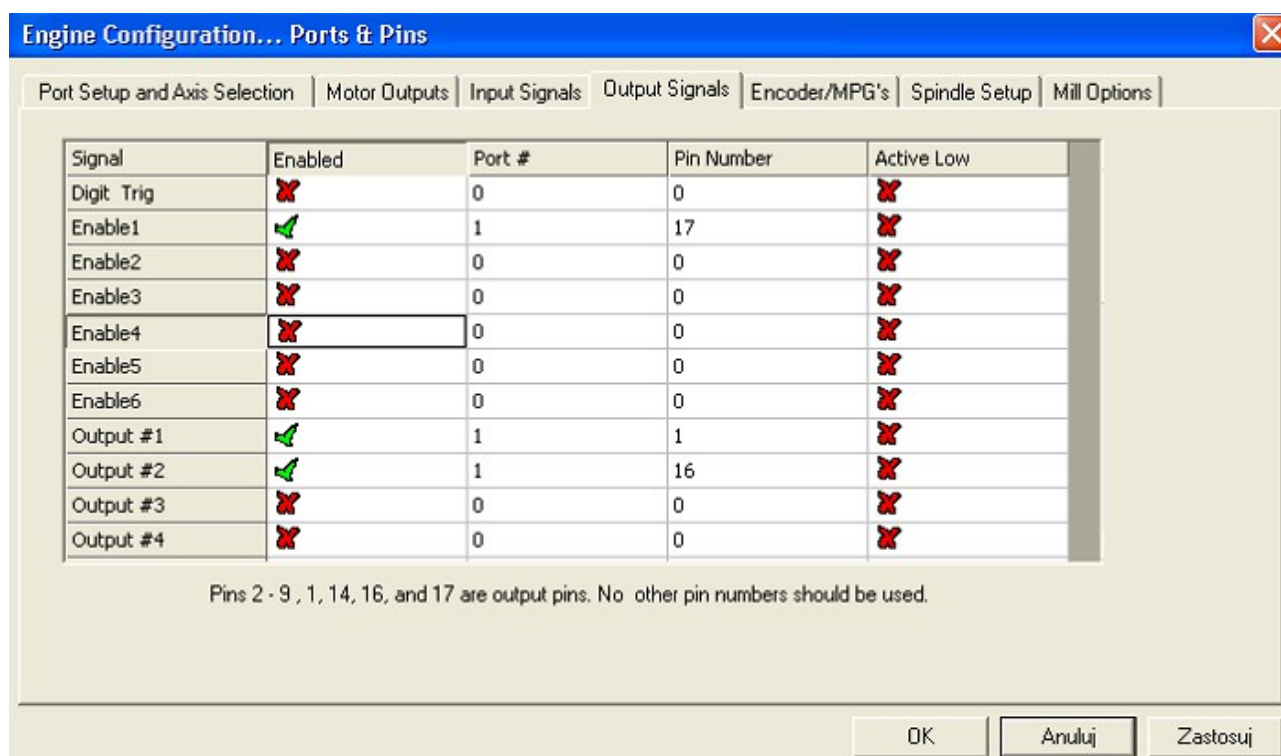 Engine Configuration... Ports & Pins
Port Setup and Axis Selection Motor Outputs Input Signals Output Signals Encoder/MPG's Spindle Setup Mill Options
Signal Enabled Port # Pin Number Active Low
Digit Trig 0 0
Enable1 1 17
Enable2 0 0
Enable3 0 0
Enable4 0 0
Enable5 0 0
Enable6 0 0
Output #1 1 1
Output #2 1 16
Output #3 0 0
Output #4 0 0
Pins 2 - 9 , 1, 14, 16, and 17 are output pins. No other pin numbers should be used.
OK Anuluj Zastosuj